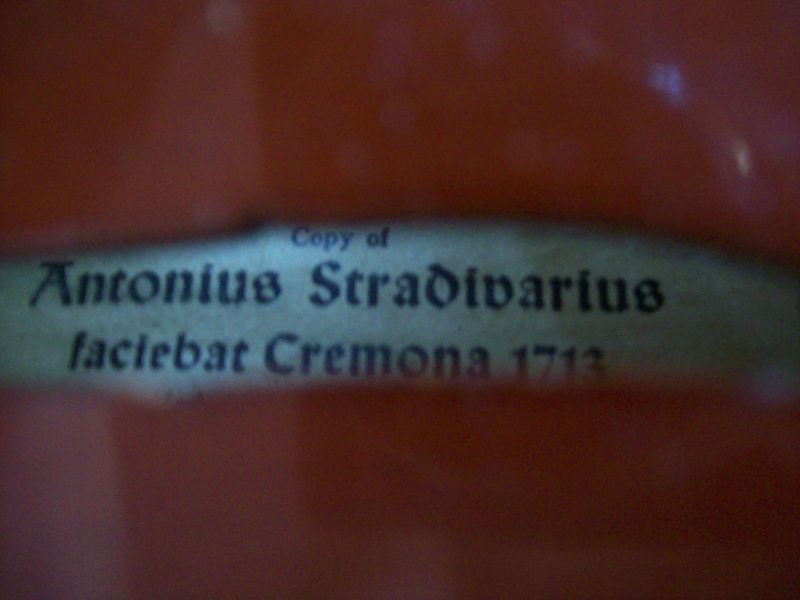 Copy of
Antonius Stradivarius
faciebat Cremona 1713